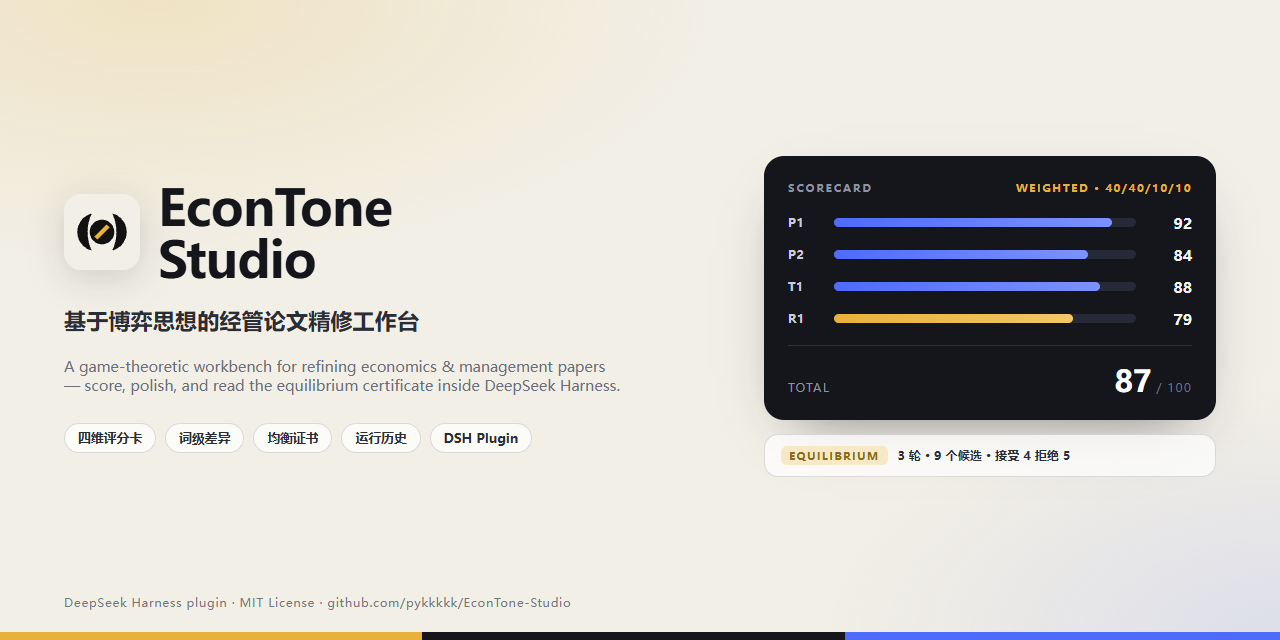 EconTone
Studio
基于博弈思想的经管论文精修工作台
A game-theoretic workbench for refining economics & management papers
— score, polish, and read the equilibrium certificate inside DeepSeek Harness.
四维评分卡 词级差异 均衡证书 运行历史 DSH Plugin
SCORECARD WEIGHTED • 40/40/10/10
P1 92
P2 84
T1 88
R1 79
TOTAL 87 / 100
EQUILIBRIUM 3 轮 • 9 个候选 • 接受 4 拒绝 5
DeepSeek Harness plugin · MIT License · github.com/pykkkkk/EconTone-Studio